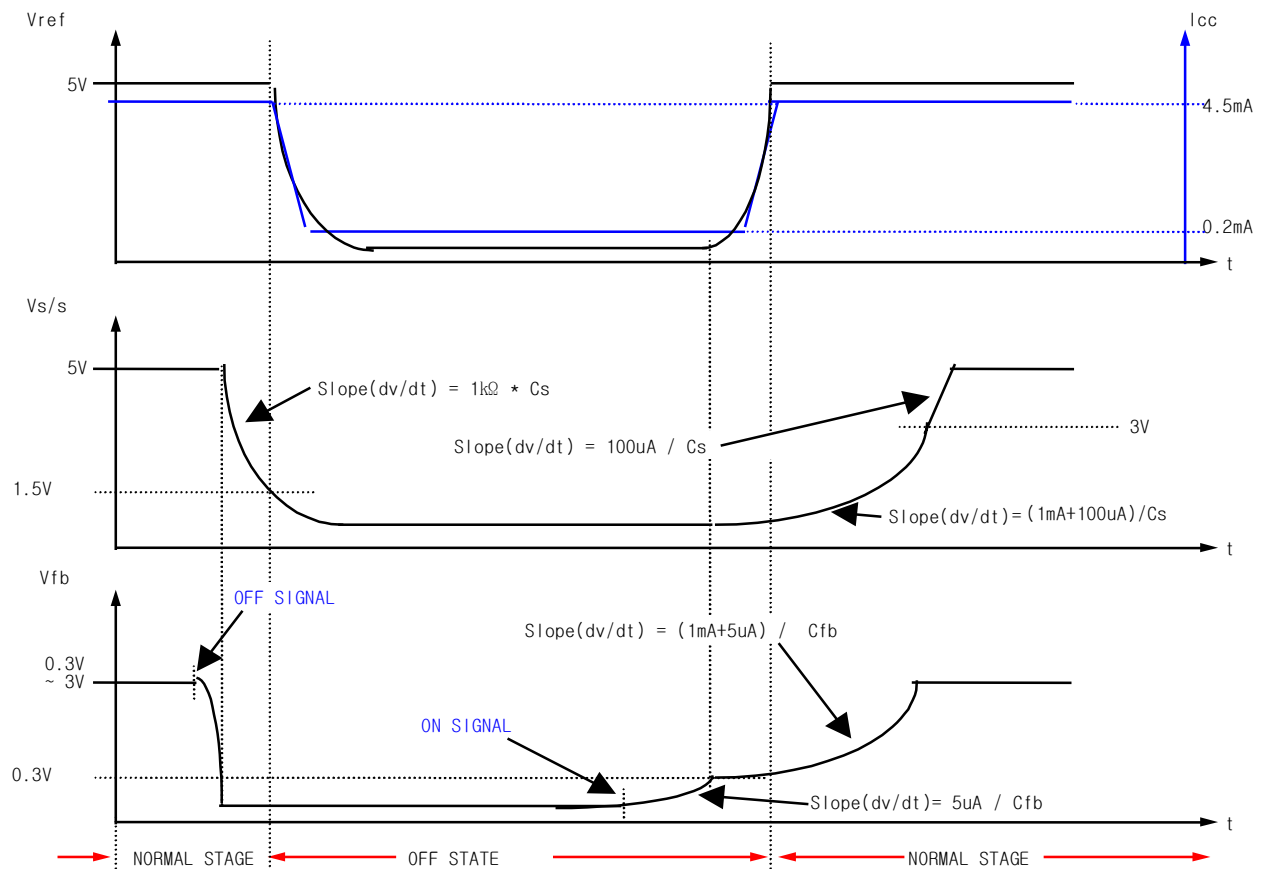 Vref
Icc
5V
4.5mA
0.2mA
t
Vs/s
5V
Slope(dv/dt) = 1kΩ * Cs
Slope(dv/dt) = 100uA / Cs
3V
1.5V
Slope(dv/dt)=(1mA+100uA)/Cs
t
Vfb
OFF SIGNAL
Slope(dv/dt) = (1mA+5uA) / Cfb
0.3V
~ 3V
ON SIGNAL
0.3V
Slope(dv/dt)= 5uA / Cfb
t
NORMAL STAGE
OFF STATE
NORMAL STAGE